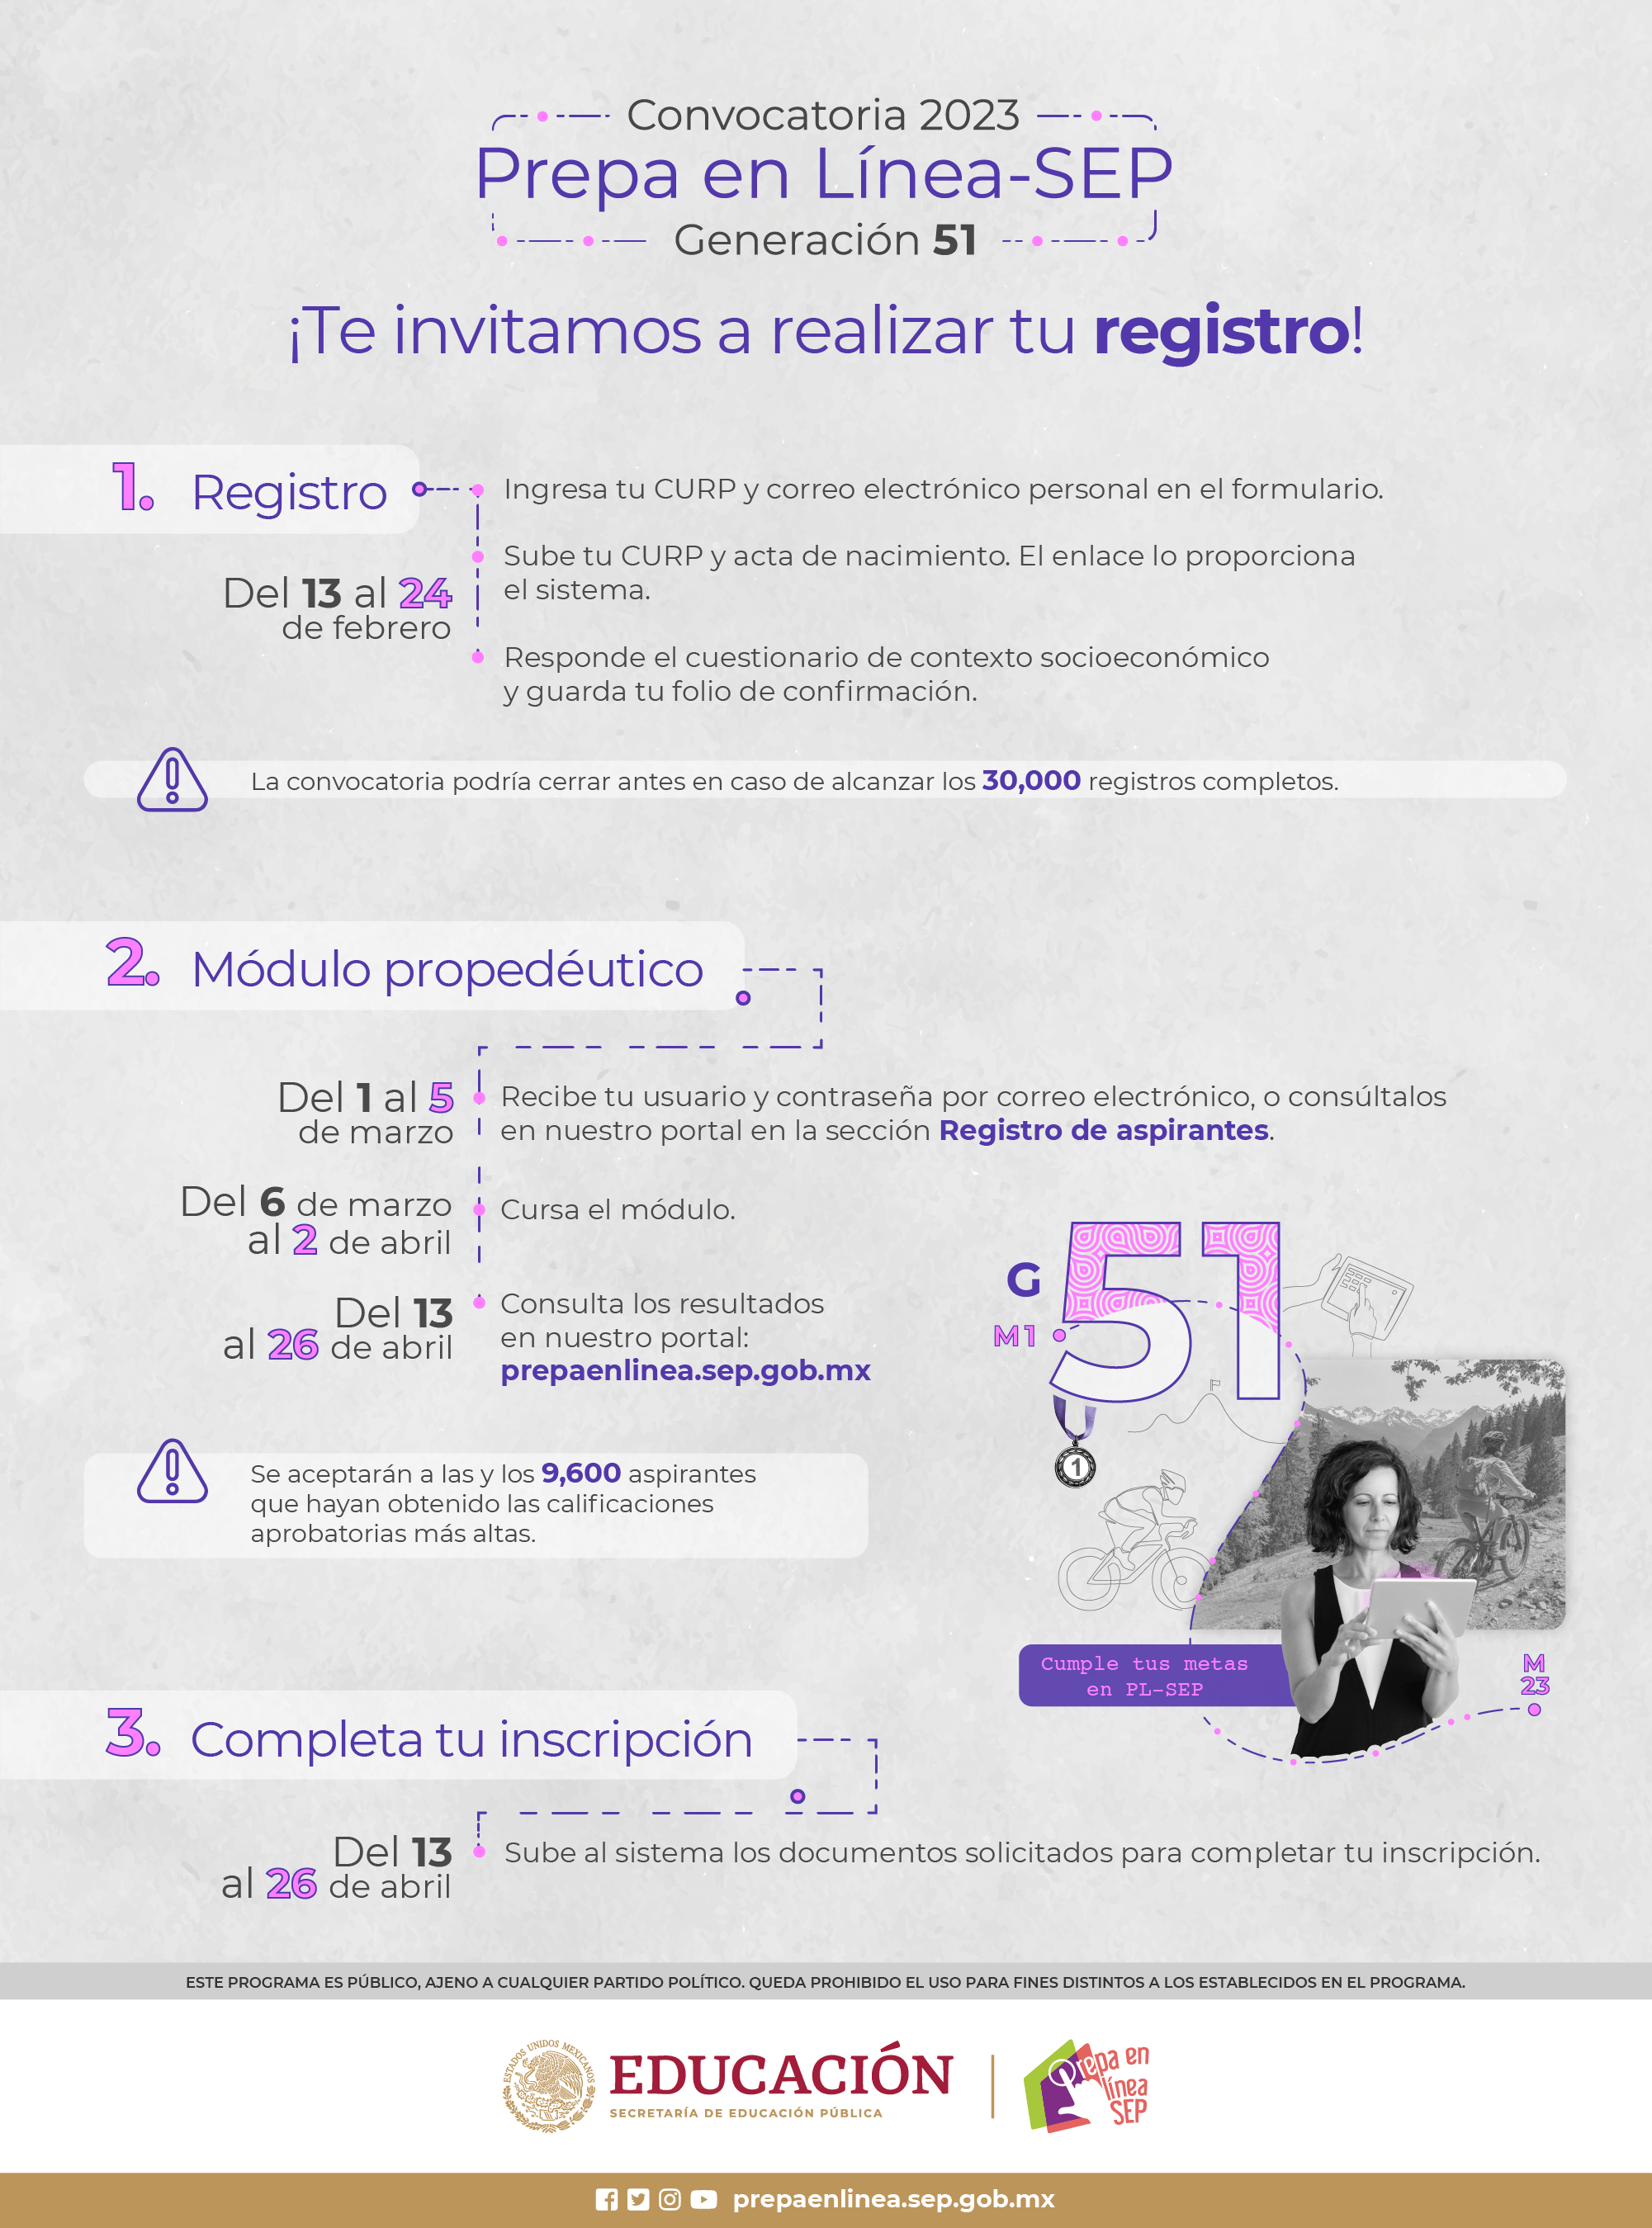 Convocatoria 2023
Prepa en Línea-SEP
Generación 51
¡Te invitamos a realizar tu registro!
1. Registro
Del 13 al 24
de febrero
Ingresa tu CURP y correo electrónico personal en el formulario.
Sube tu CURP y acta de nacimiento. El enlace lo proporciona
el sistema.
Responde el cuestionario de contexto socioeconómico
y guarda tu folio de confirmación.
La convocatoria podría cerrar antes en caso de alcanzar los 30,000 registros completos.
2. Módulo propedéutico
Del 1 al 5
de marzo
Recibe tu usuario y contraseña por correo electrónico, o consúltalos
en nuestro portal en la sección Registro de aspirantes.
Del 6 de marzo
al 2 de abril
Cursa el módulo.
Del 13
al 26 de abril
Consulta los resultados
en nuestro portal:
prepaenlinea.sep.gob.mx
Se aceptarán a las y los 9,600 aspirantes
que hayan obtenido las calificaciones
aprobatorias más altas.
G 51
M1
1
Cumple tus metas
en PL-SEP
M
23
3. Completa tu inscripción
Del 13
al 26 de abril
Sube al sistema los documentos solicitados para completar tu inscripción.
ESTE PROGRAMA ES PÚBLICO, AJENO A CUALQUIER PARTIDO POLÍTICO. QUEDA PROHIBIDO EL USO PARA FINES DISTINTOS A LOS ESTABLECIDOS EN EL PROGRAMA.
ESTADOS UNIDOS MEXICANOS
EDUCACIÓN
SECRETARÍA DE EDUCACIÓN PÚBLICA
Prepa en
línea
SEP
prepaenlinea.sep.gob.mx